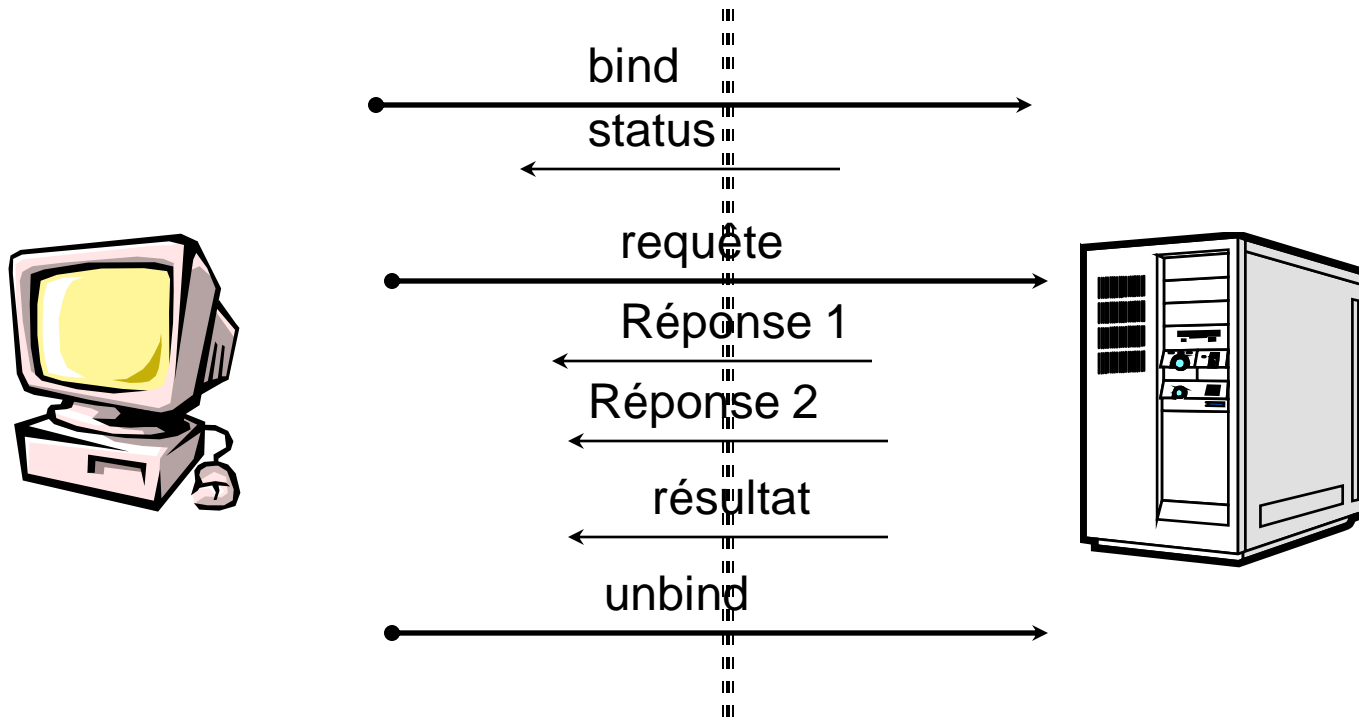 bind
status
requête
Réponse 1
Réponse 2
résultat
unbind